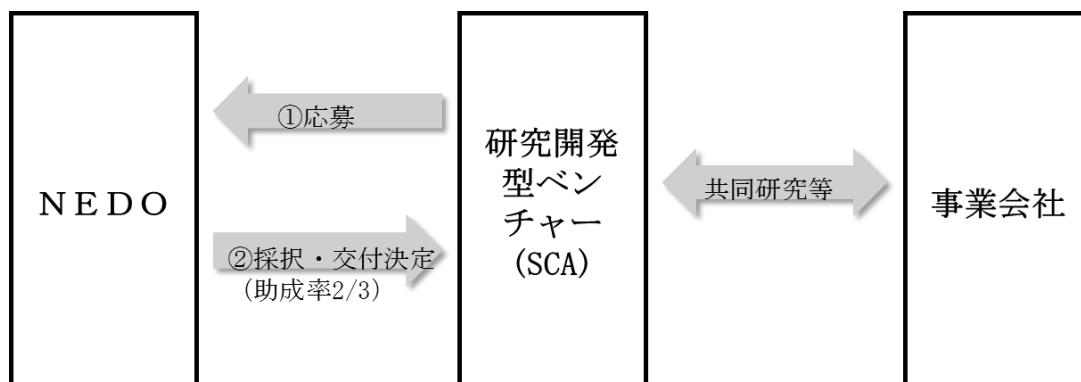 ＮＥＤＯ
①応募
②採択・交付決定
（助成率2/3）
研究開発
型ベン
チャー
(SCA)
共同研究等
事業会社